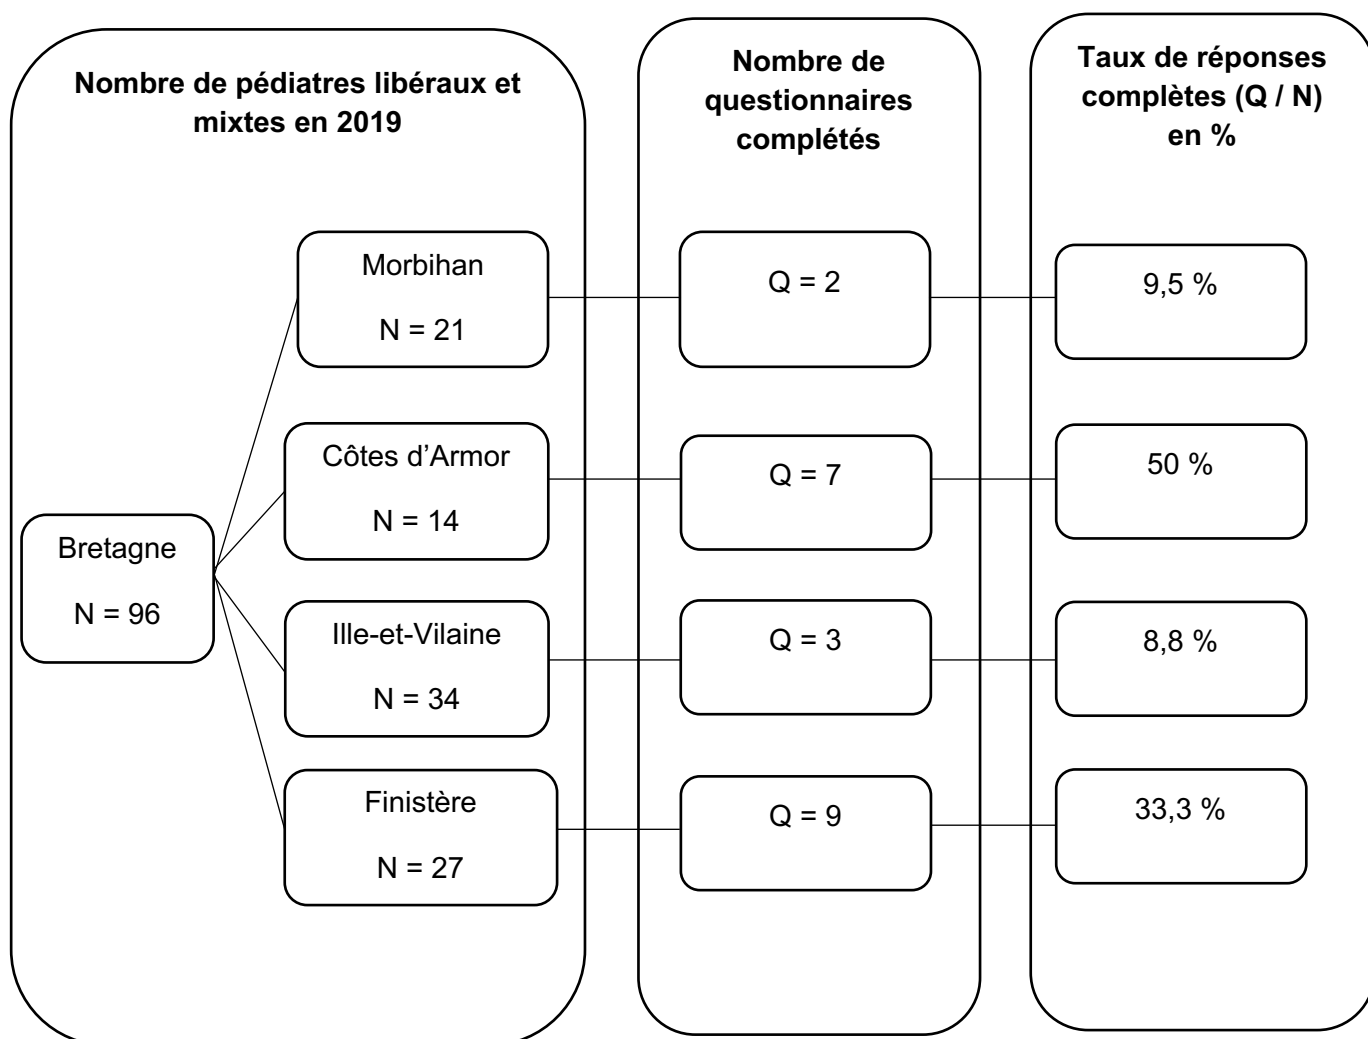 Nombre de pédiatres libéraux et
mixtes en 2019
Nombre de
questionnaires
complétés
Taux de réponses
complètes (Q / N)
en %
Morbihan
N = 21
Q = 2
9,5 %
Côtes d’Armor
N = 14
Q = 7
50 %
Bretagne
N = 96
Ille-et-Vilaine
N = 34
Q = 3
8,8 %
Finistère
N = 27
Q = 9
33,3 %